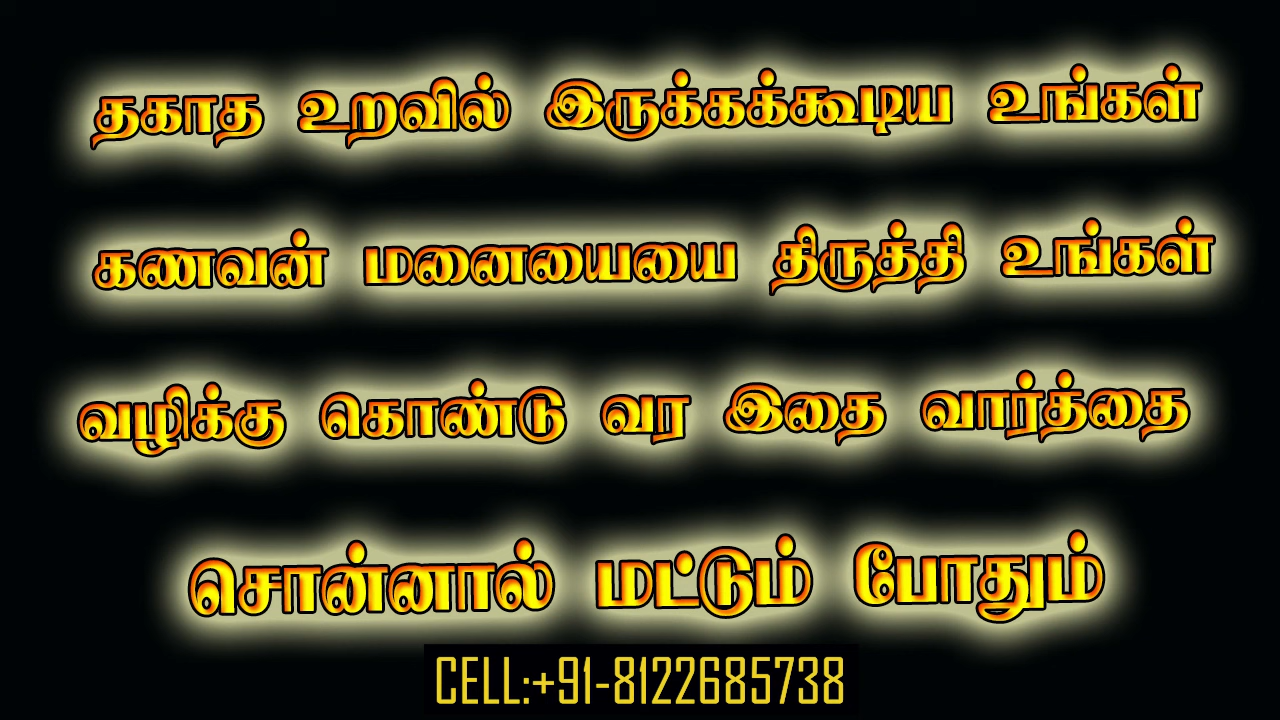 தகாத உறவில் இருக்கக்கூடிய உங்கள்
கணவன் மனையையை திருத்தி உங்கள்
வழிக்கு கொண்டு வர இதை வார்த்தை
சொன்னால் மட்டும் போதும்
CELL:+91-8122685738